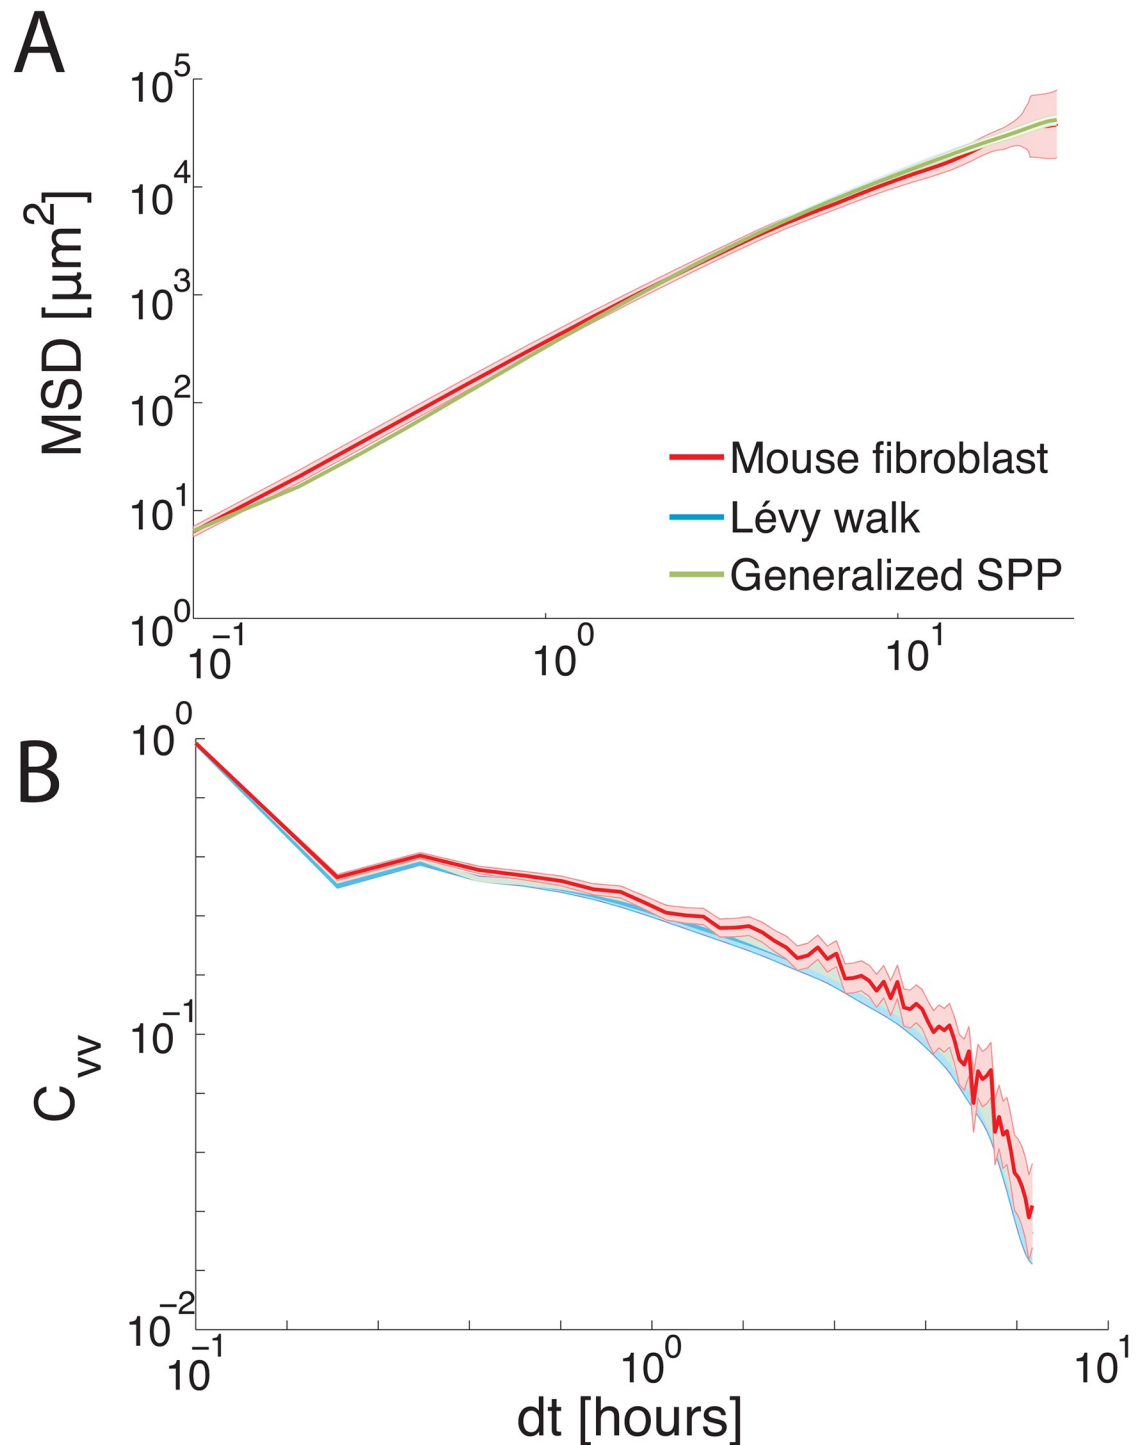 A
10^5
10^4
10^3
10^2
10^1
10^0
MSD [μm^2]
Mouse fibroblast
Lévy walk
Generalized SPP
10^−1
10^0
10^1
B
10^0
10^−1
10^−2
C_vv
10^−1
10^0
10^1
dt [hours]